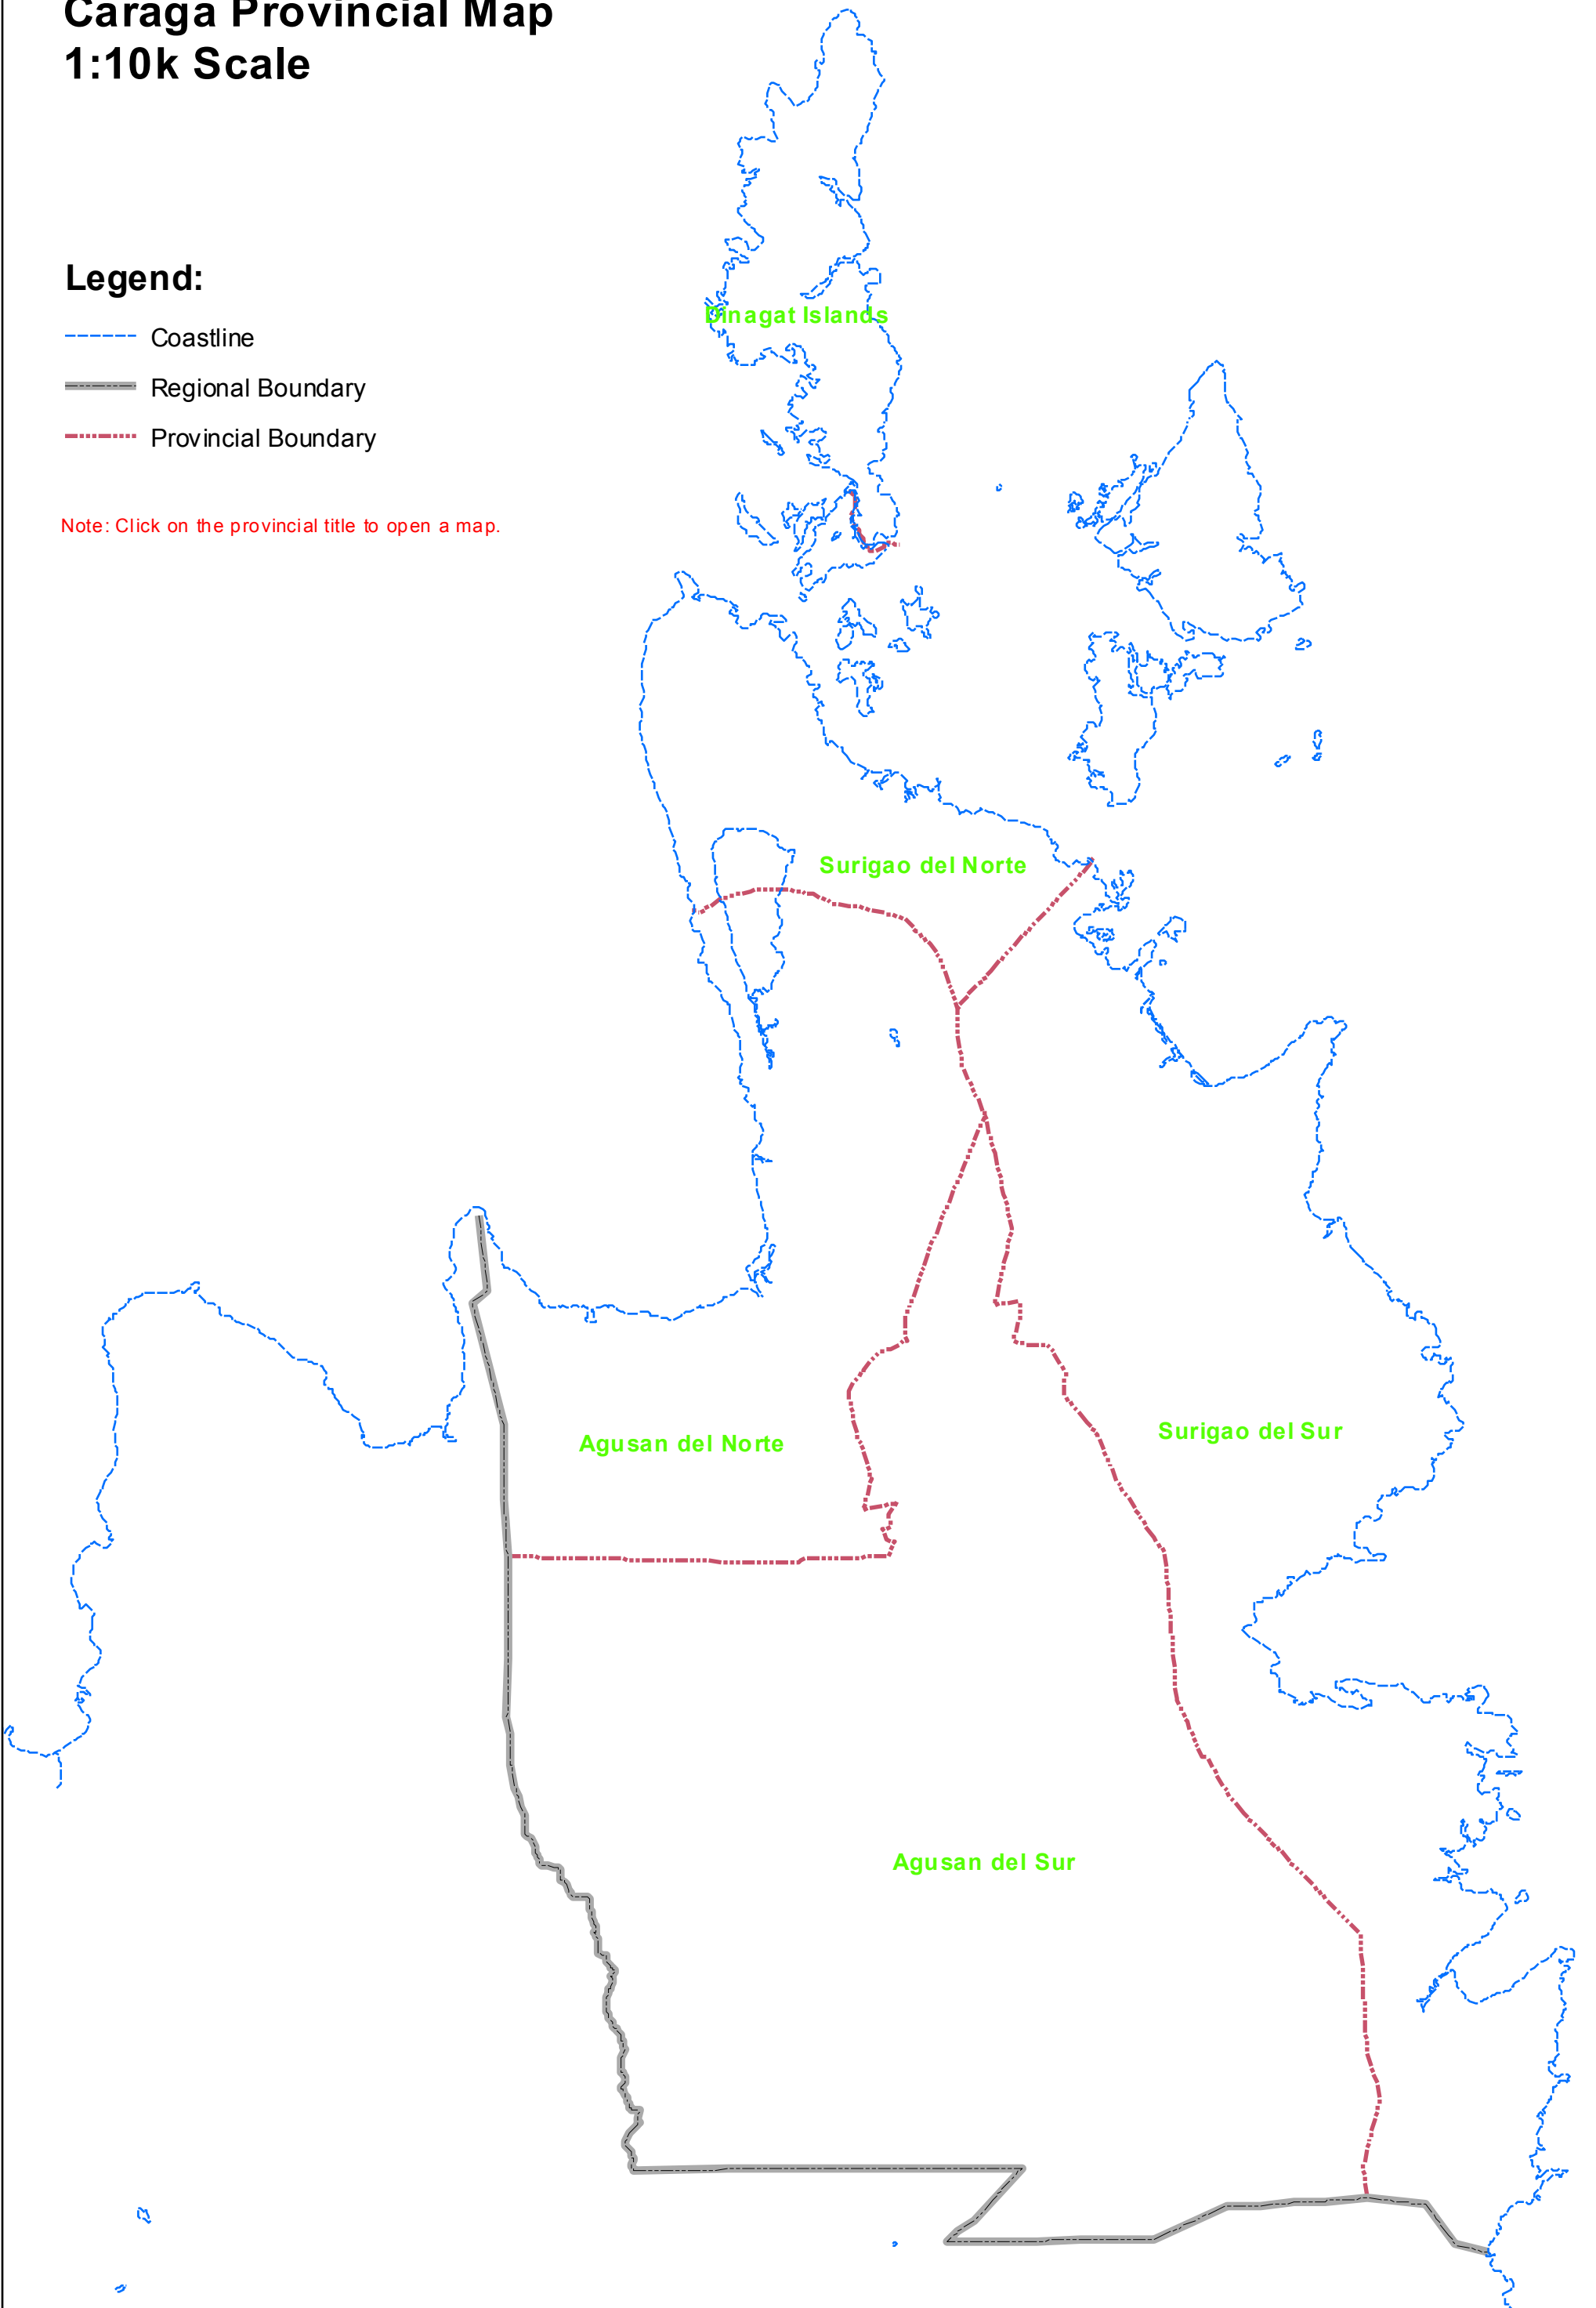 Caraga Provincial Map
1:10k Scale
Legend:
Coastline
Regional Boundary
Provincial Boundary
Note: Click on the provincial title to open a map.
Dinagat Islands
Surigao del Norte
Surigao del Sur
Agusan del Norte
Agusan del Sur